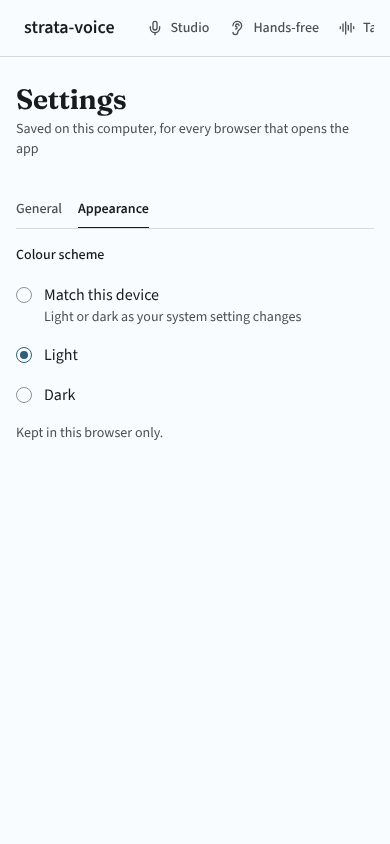 strata-voice Studio Hands-free Ta
Settings
Saved on this computer, for every browser that opens the
app
General Appearance
Colour scheme
Match this device
Light or dark as your system setting changes
Light
Dark
Kept in this browser only.